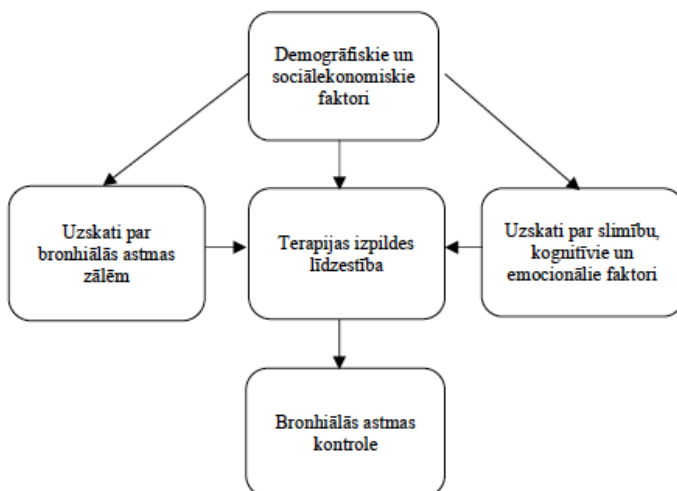 Demogrāfiskie un
sociālekonomiskie
faktori
Uzskati par
bronhiālās astmas
zālēm
Terapijas izpildes
līdzestība
Uzskati par slimību,
kognitīvie un
emocionālie faktori
Bronhiālās astmas
kontrole